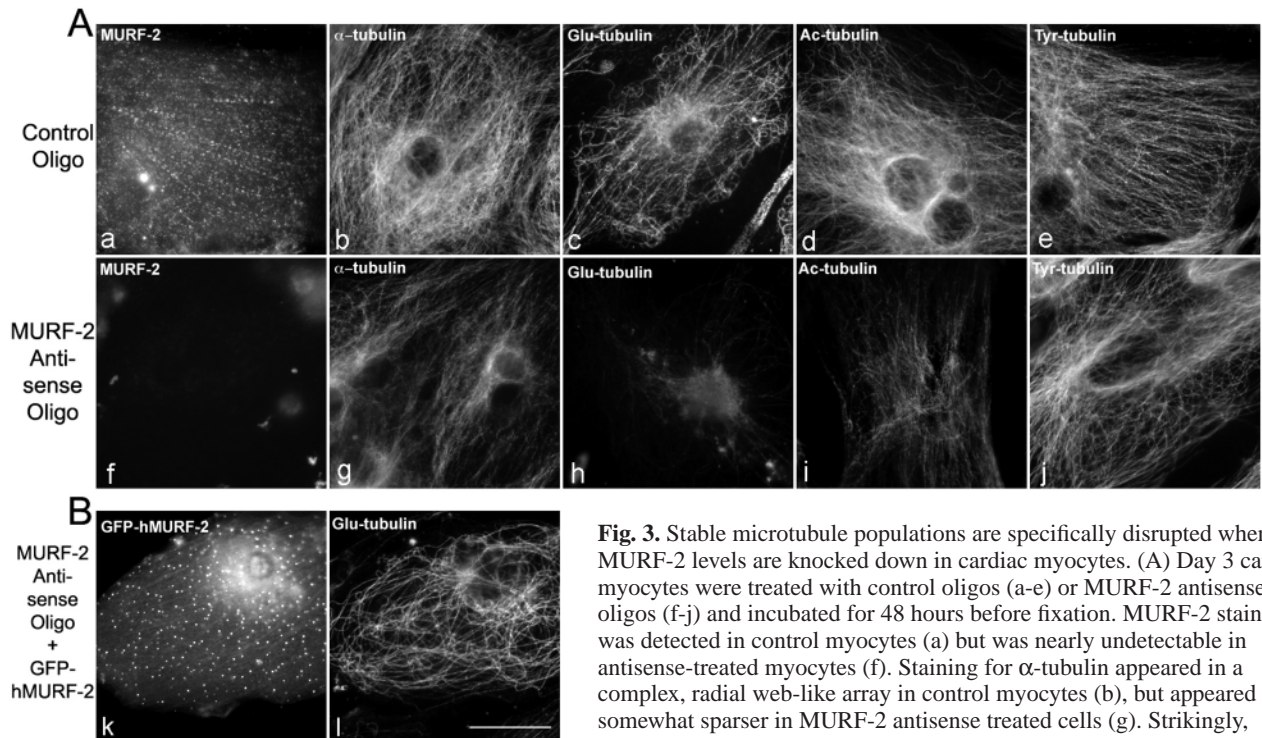 A
MURF-2
α–tubulin
Glu-tubulin
Ac-tubulin
Tyr-tubulin
Control
Oligo
a
b
c
d
e
MURF-2
α–tubulin
Glu-tubulin
Ac-tubulin
Tyr-tubulin
MURF-2
Anti-
sense
Oligo
f
g
h
i
j
B
GFP-hMURF-2
Glu-tubulin
MURF-2
Anti-
sense
Oligo
+
GFP-
hMURF-2
k
l
Fig. 3. Stable microtubule populations are specifically disrupted when
MURF-2 levels are knocked down in cardiac myocytes. (A) Day 3 ca
myocytes were treated with control oligos (a-e) or MURF-2 antisense
oligos (f-j) and incubated for 48 hours before fixation. MURF-2 stain
was detected in control myocytes (a) but was nearly undetectable in
antisense-treated myocytes (f). Staining for α-tubulin appeared in a
complex, radial web-like array in control myocytes (b), but appeared
somewhat sparser in MURF-2 antisense treated cells (g). Strikingly,